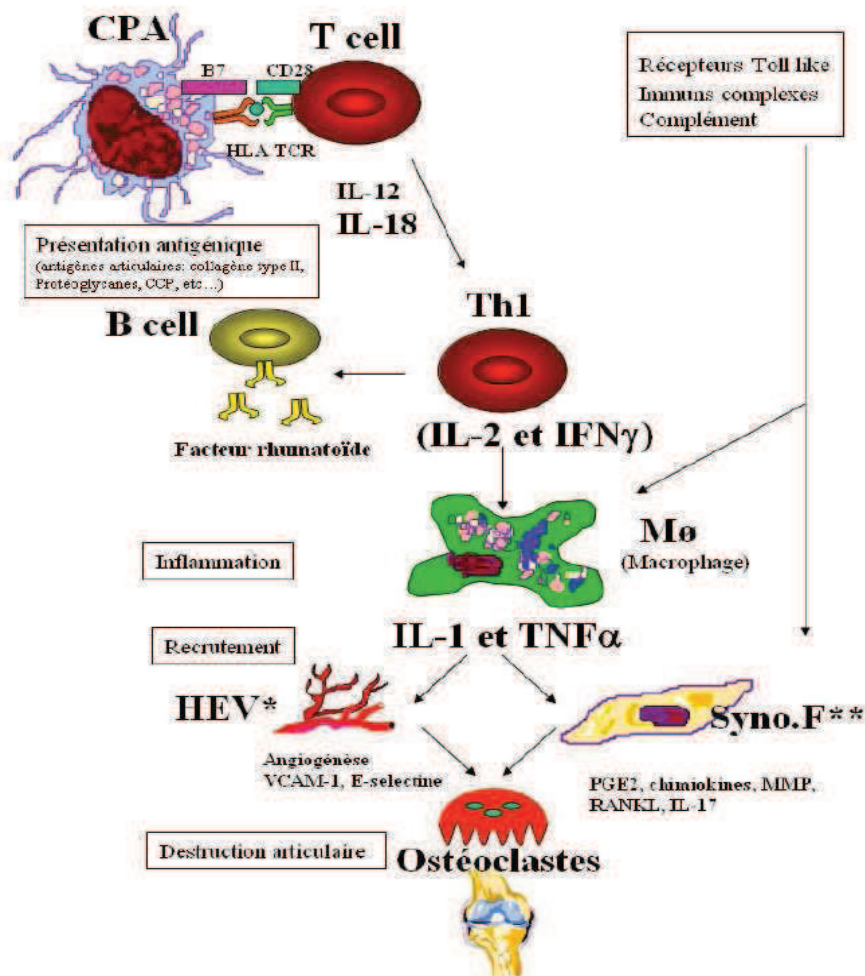 CPA
T cell
B7
CD28
HLA TCR
Récepteurs Toll like
Immuns complexes
Complément
IL-12
IL-18
Présentation antigénique
(antigènes articulaires: collagène type II,
Protéoglycanes, CCP, etc...)
B cell
Th1
Facteur rhumatoïde
(IL-2 et IFNγ)
Mø
(Macrophage)
Inflammation
IL-1 et TNFα
Recrutement
HEV*
Syno.F**
Angiogénèse
VCAM-1, E-selectine
PGE2, chimiokines, MMP,
RANKL, IL-17
Destruction articulaire
Ostéoclastes